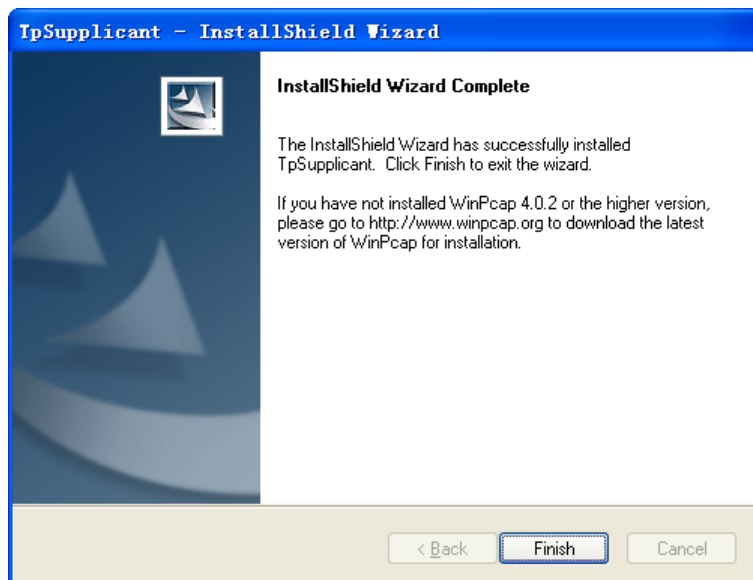 TpSupplicant - InstallShield Wizard
InstallShield Wizard Complete
The InstallShield Wizard has successfully installed
TpSupplicant. Click Finish to exit the wizard.
If you have not installed WinPcap 4.0.2 or the higher version,
please go to http://www.winpcap.org to download the latest
version of WinPcap for installation.
< Back
Finish
Cancel